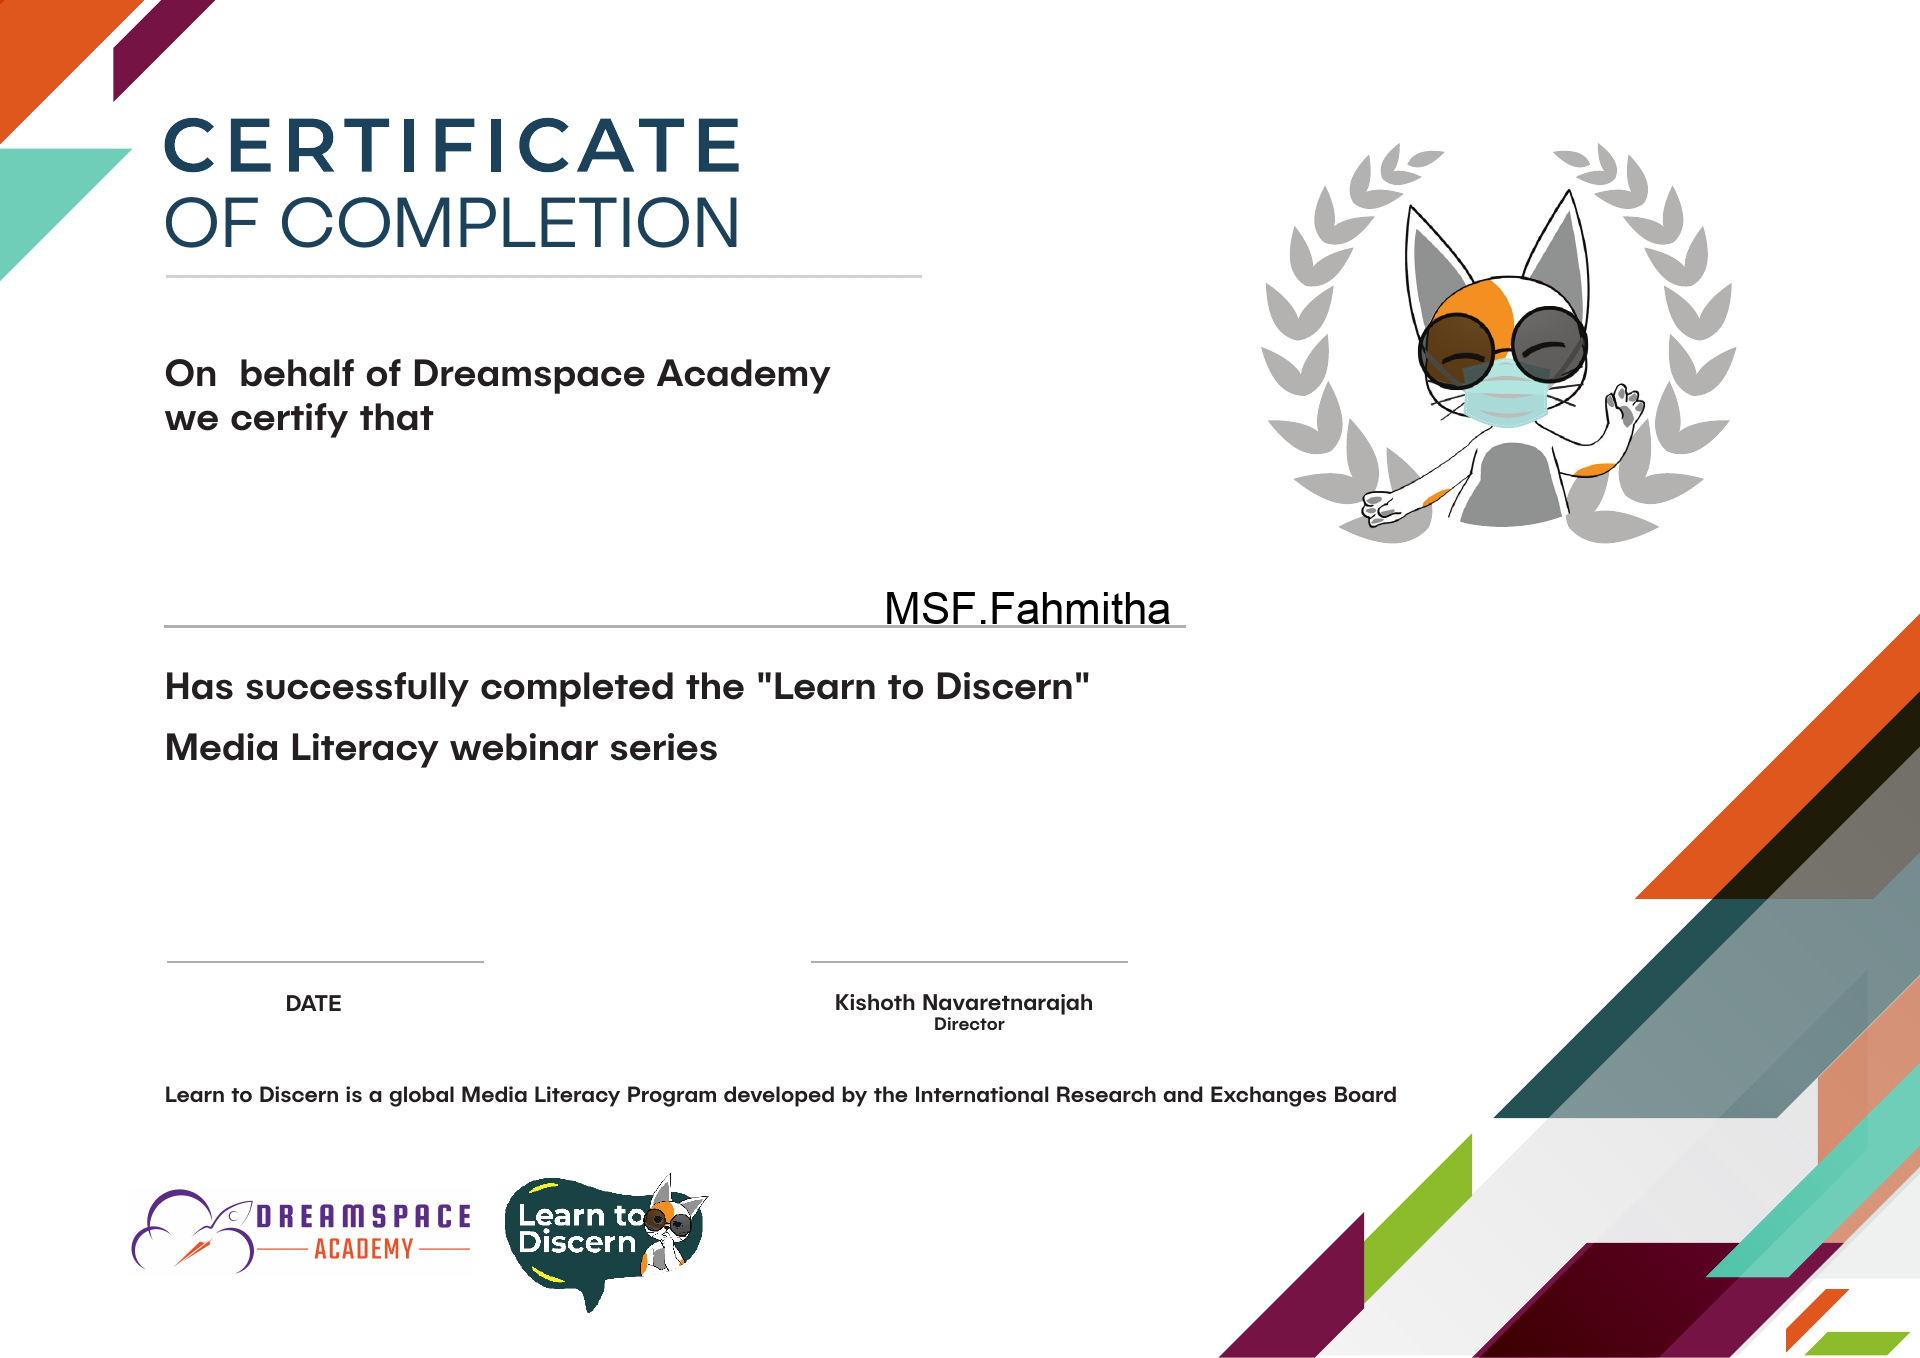 CERTIFICATE
OF COMPLETION
On behalf of Dreamspace Academy
we certify that
MSF.Fahmitha
Has successfully completed the "Learn to Discern"
Media Literacy webinar series
DATE
Kishoth Navaretnarajah
Director
Learn to Discern is a global Media Literacy Program developed by the International Research and Exchanges Board
DREAMSPACE
ACADEMY
Learn to
Discern